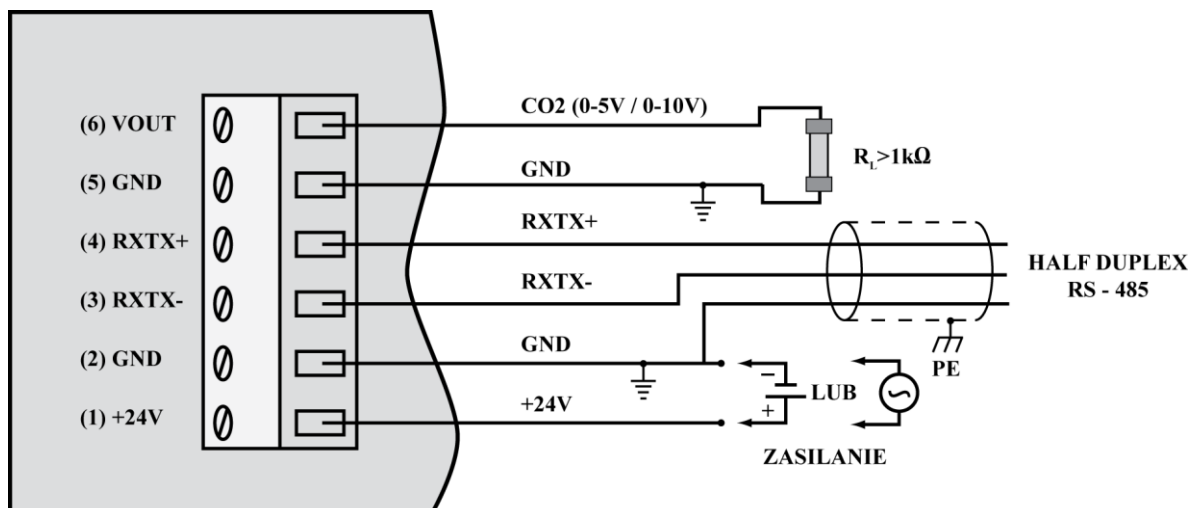 (6) VOUT
CO2 (0-5V / 0-10V)
R_L>1kΩ
(5) GND
GND
(4) RXTX+
RXTX+
(3) RXTX-
RXTX-
HALF DUPLEX
RS - 485
(2) GND
GND
PE
− 
LUB
+
(1) +24V
+24V
ZASILANIE